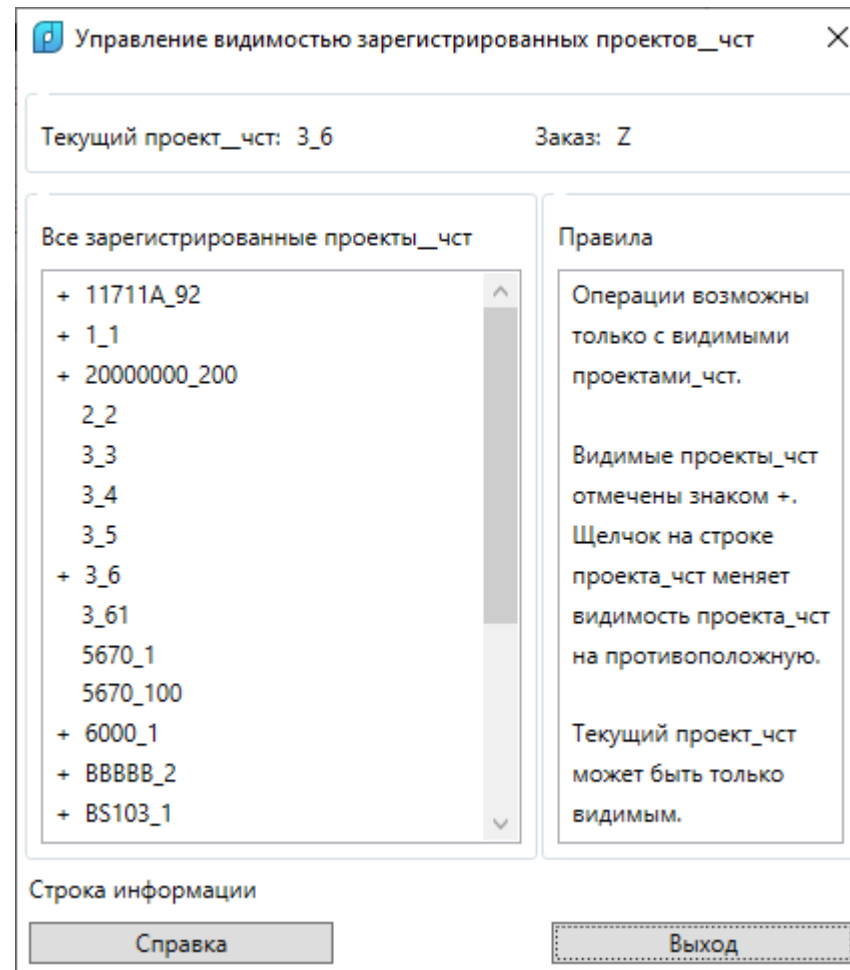 Управление видимостью зарегистрированных проектов__чст
Текущий проект__чст: 3_6 Заказ: Z
Все зарегистрированные проекты__чст
+ 11711A_92
+ 1_1
+ 20000000_200
2_2
3_3
3_4
3_5
+ 3_6
3_61
5670_1
5670_100
+ 6000_1
+ BBBBB_2
+ BS103_1
Правила
Операции возможны
только с видимыми
проектами_чст.
Видимые проекты_чст
отмечены знаком +.
Щелчок на строке
проекта_чст меняет
видимость проекта_чст
на противоположную.
Текущий проект_чст
может быть только
видимым.
Строка информации
Справка
Выход